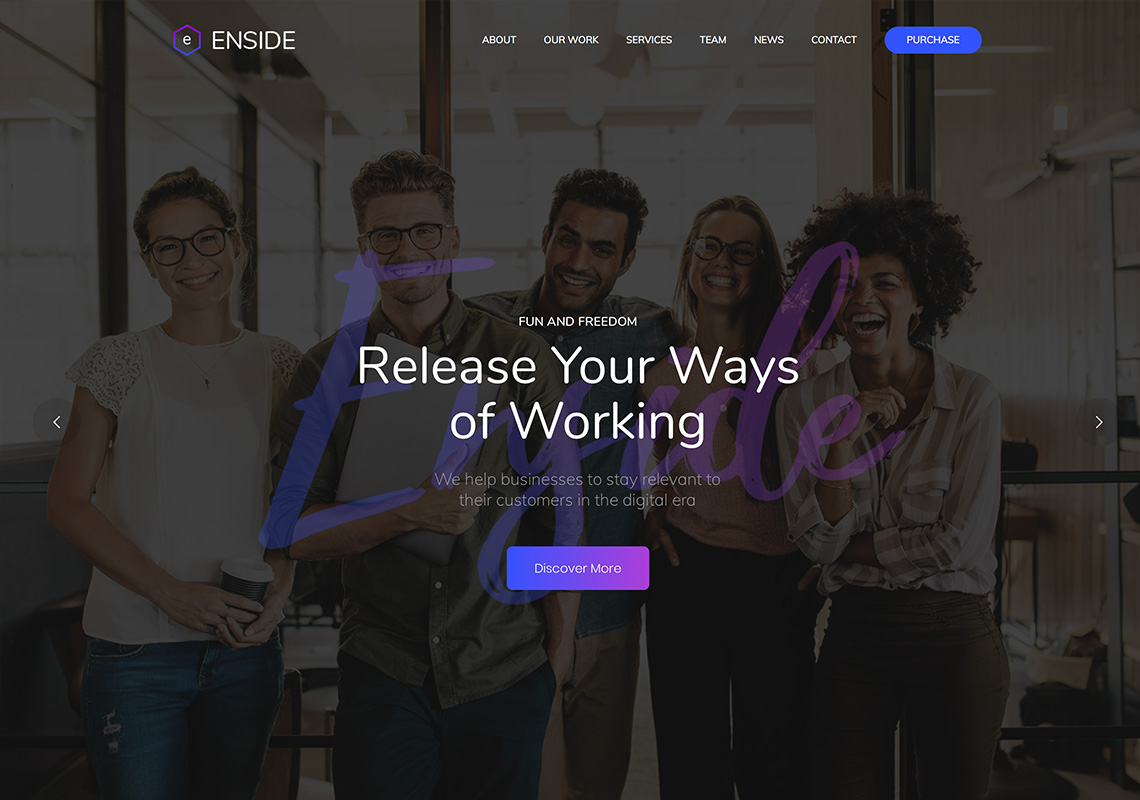 e ENSIDE
ABOUT OUR WORK SERVICES TEAM NEWS CONTACT PURCHASE
FUN AND FREEDOM
Release Your Ways
of Working
We help businesses to stay relevant to
their customers in the digital era
Discover More